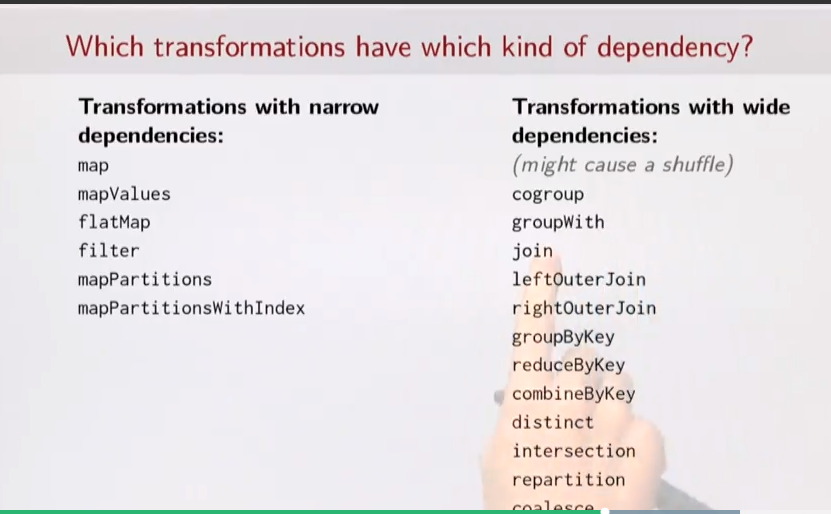 Which transformations have which kind of dependency?
Transformations with narrow
dependencies:
map
mapValues
flatMap
filter
mapPartitions
mapPartitionsWithIndex
Transformations with wide
dependencies:
(might cause a shuffle)
cogroup
groupWith
join
leftOuterJoin
rightOuterJoin
groupByKey
reduceByKey
combineByKey
distinct
intersection
repartition
coalesce